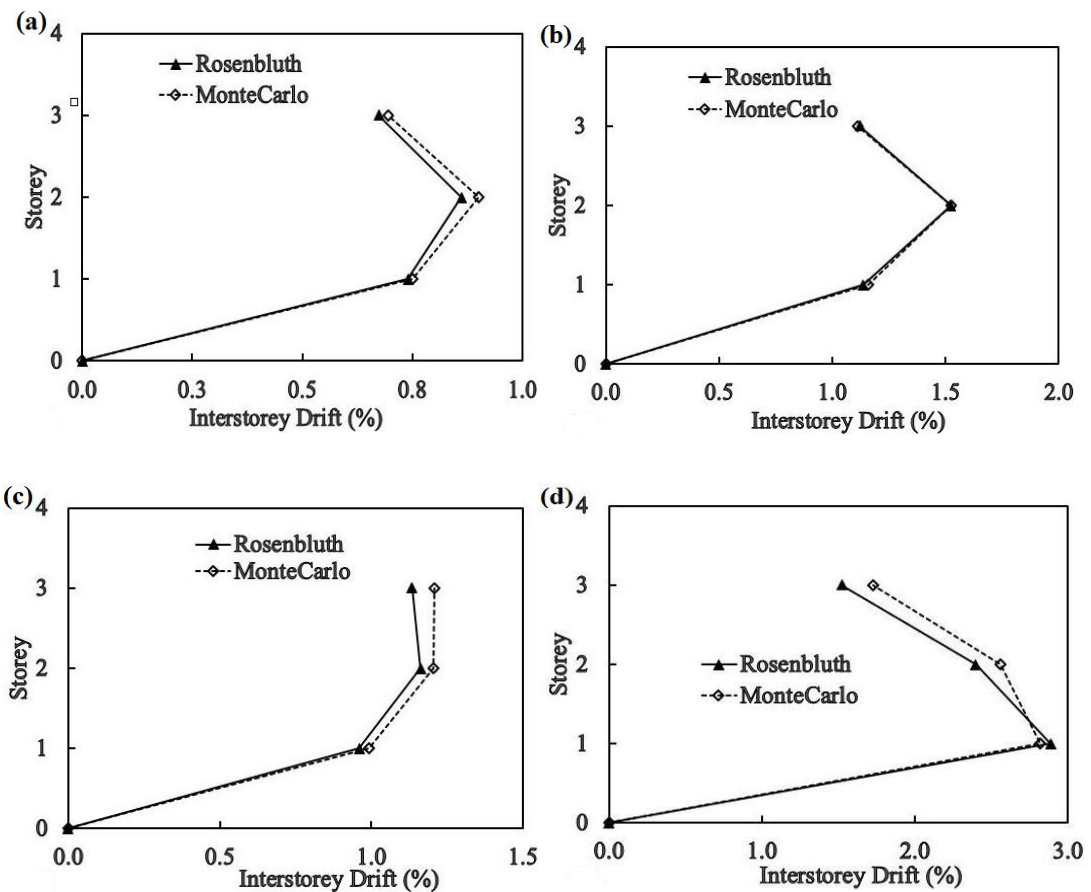 (a)
4
Rosenbluth
MonteCarlo
3
Storey
2
1
0
0.0 0.3 0.5 0.8 1.0
Interstorey Drift (%)
(b)
4
Rosenbluth
MonteCarlo
3
Storey
2
1
0
0.0 0.5 1.0 1.5 2.0
Interstorey Drift (%)
(c)
4
Rosenbluth
MonteCarlo
3
Storey
2
1
0
0.0 0.5 1.0 1.5
Interstorey Drift (%)
(d)
4
3
Storey
Rosenbluth
2
MonteCarlo
1
0
0.0 1.0 2.0 3.0
Interstorey Drift (%)